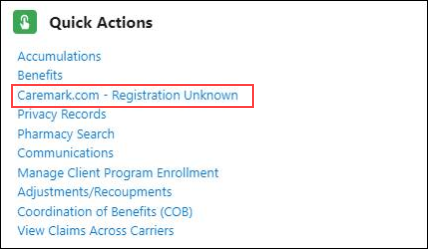 Quick Actions
Accumulations
Benefits
Caremark.com - Registration Unknown
Privacy Records
Pharmacy Search
Communications
Manage Client Program Enrollment
Adjustments/Recoupments
Coordination of Benefits (COB)
View Claims Across Carriers